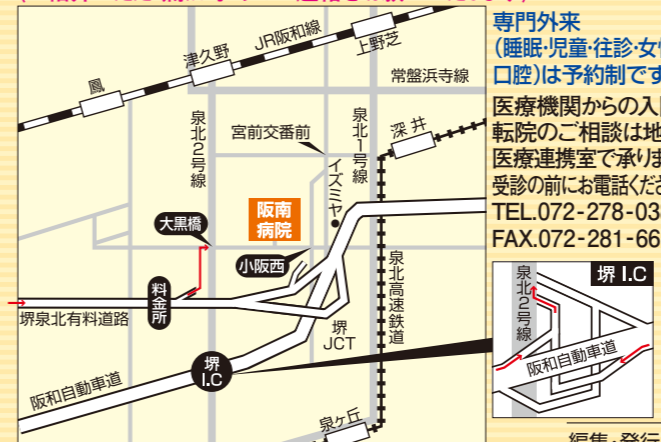 JR阪和線
津久野
上野芝
鳳
常盤浜寺線
泉北2号線
宮前交番前
泉北1号線
深井
イズミヤ
阪南
病院
大黒橋
小阪西
料金所
泉北高速鉄道
堺泉北有料道路
堺
JCT
堺
I.C
阪和自動車道
泉ヶ丘
専門外来
(睡眠・児童・往診・女
口腔)は予約制です
医療機関からの入
転院のご相談は地
医療連携室で承りま
受診の前にお電話くださ
TEL.072-278-03
FAX.072-281-66
堺 I.C
泉北2号線
阪和自動車道
編集・発行